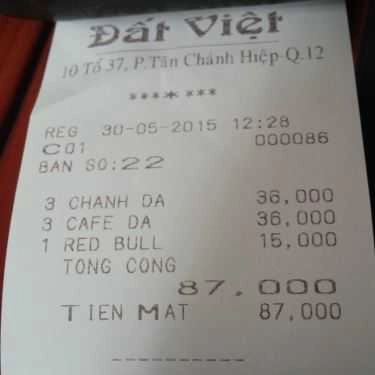 Đất Việt
10 Tổ 37, P.Tân Chánh Hiệp-Q.12
*******
REG 30-05-2015 12:28
C01 000086
BAN SO:22
3 CHANH DA 36,000
3 CAFE DA 36,000
1 RED BULL 15,000
TONG CONG
87.000
TIEN MAT 87,000
-----------